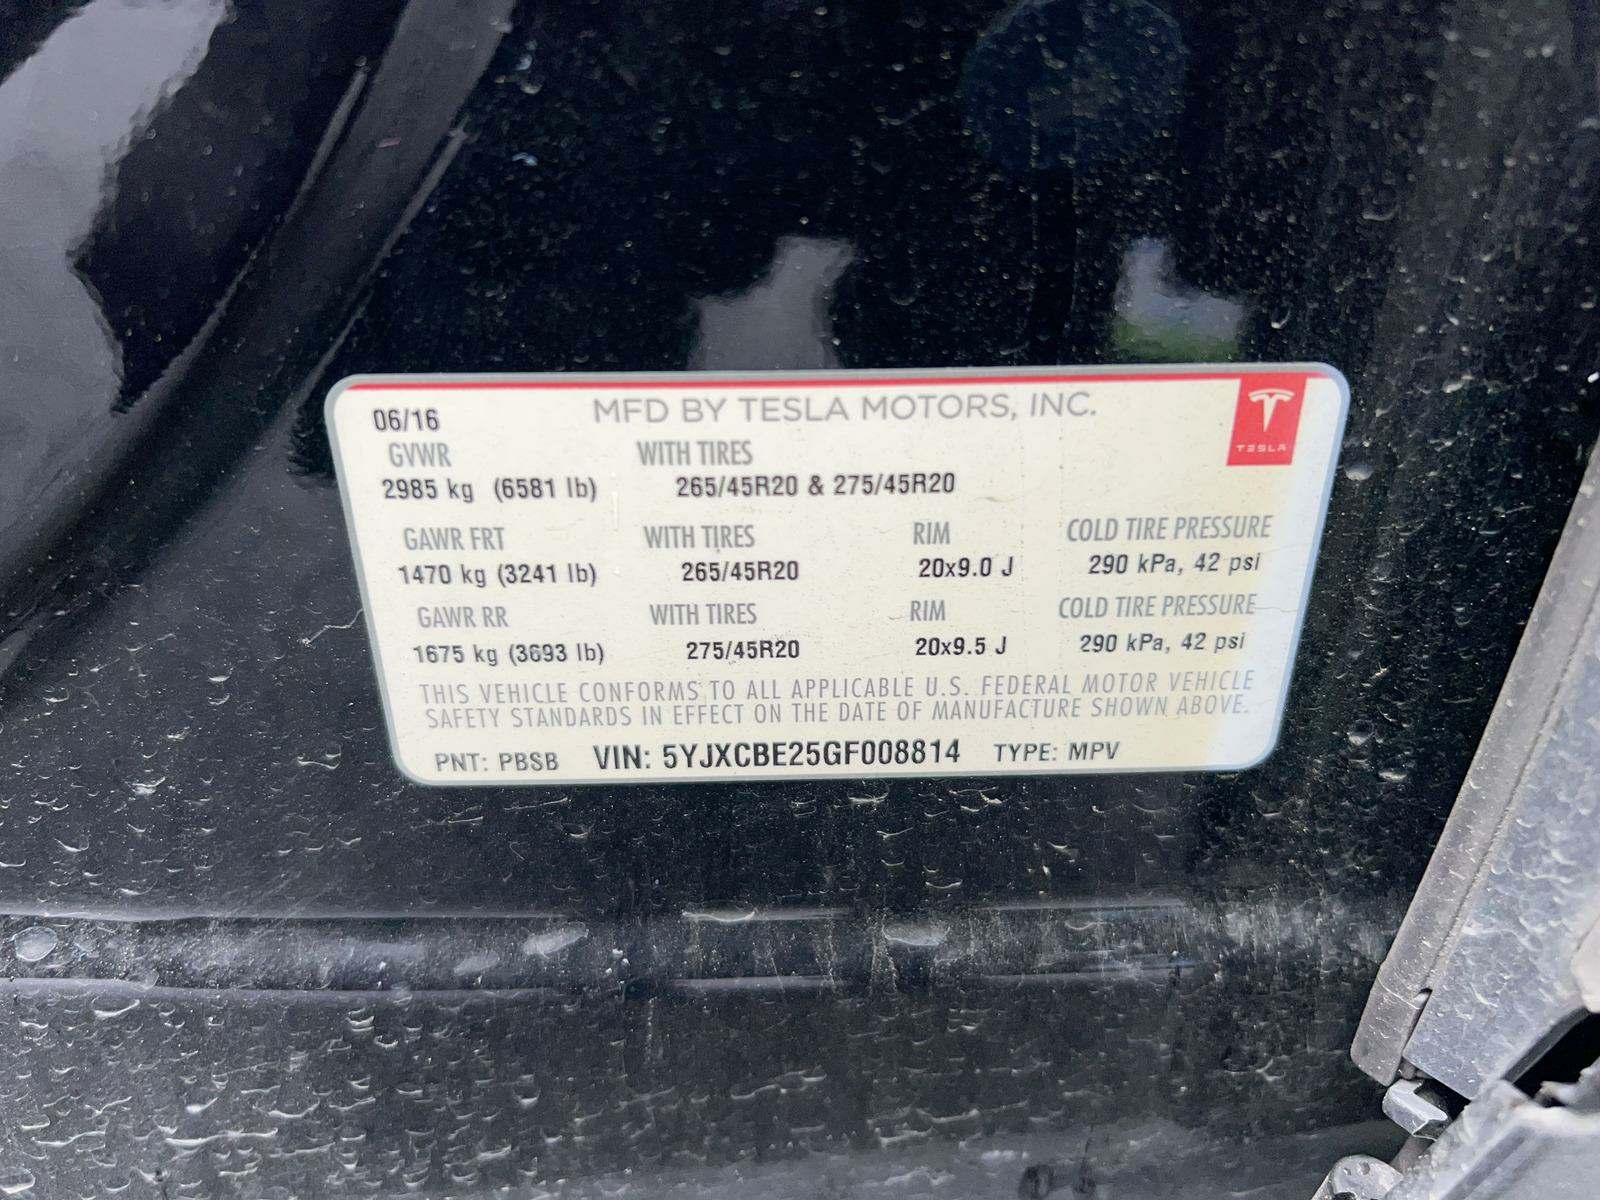 06/16 MFD BY TESLA MOTORS, INC.
TESLA
GVWR WITH TIRES
2985 kg (6581 lb) 265/45R20 & 275/45R20
GAWR FRT WITH TIRES RIM COLD TIRE PRESSURE
1470 kg (3241 lb) 265/45R20 20x9.0 J 290 kPa, 42 psi
GAWR RR WITH TIRES RIM COLD TIRE PRESSURE
1675 kg (3693 lb) 275/45R20 20x9.5 J 290 kPa, 42 psi
THIS VEHICLE CONFORMS TO ALL APPLICABLE U.S. FEDERAL MOTOR VEHICLE
SAFETY STANDARDS IN EFFECT ON THE DATE OF MANUFACTURE SHOWN ABOVE.
PNT: PBSB VIN: 5YJXCBE25GF008814 TYPE: MPV